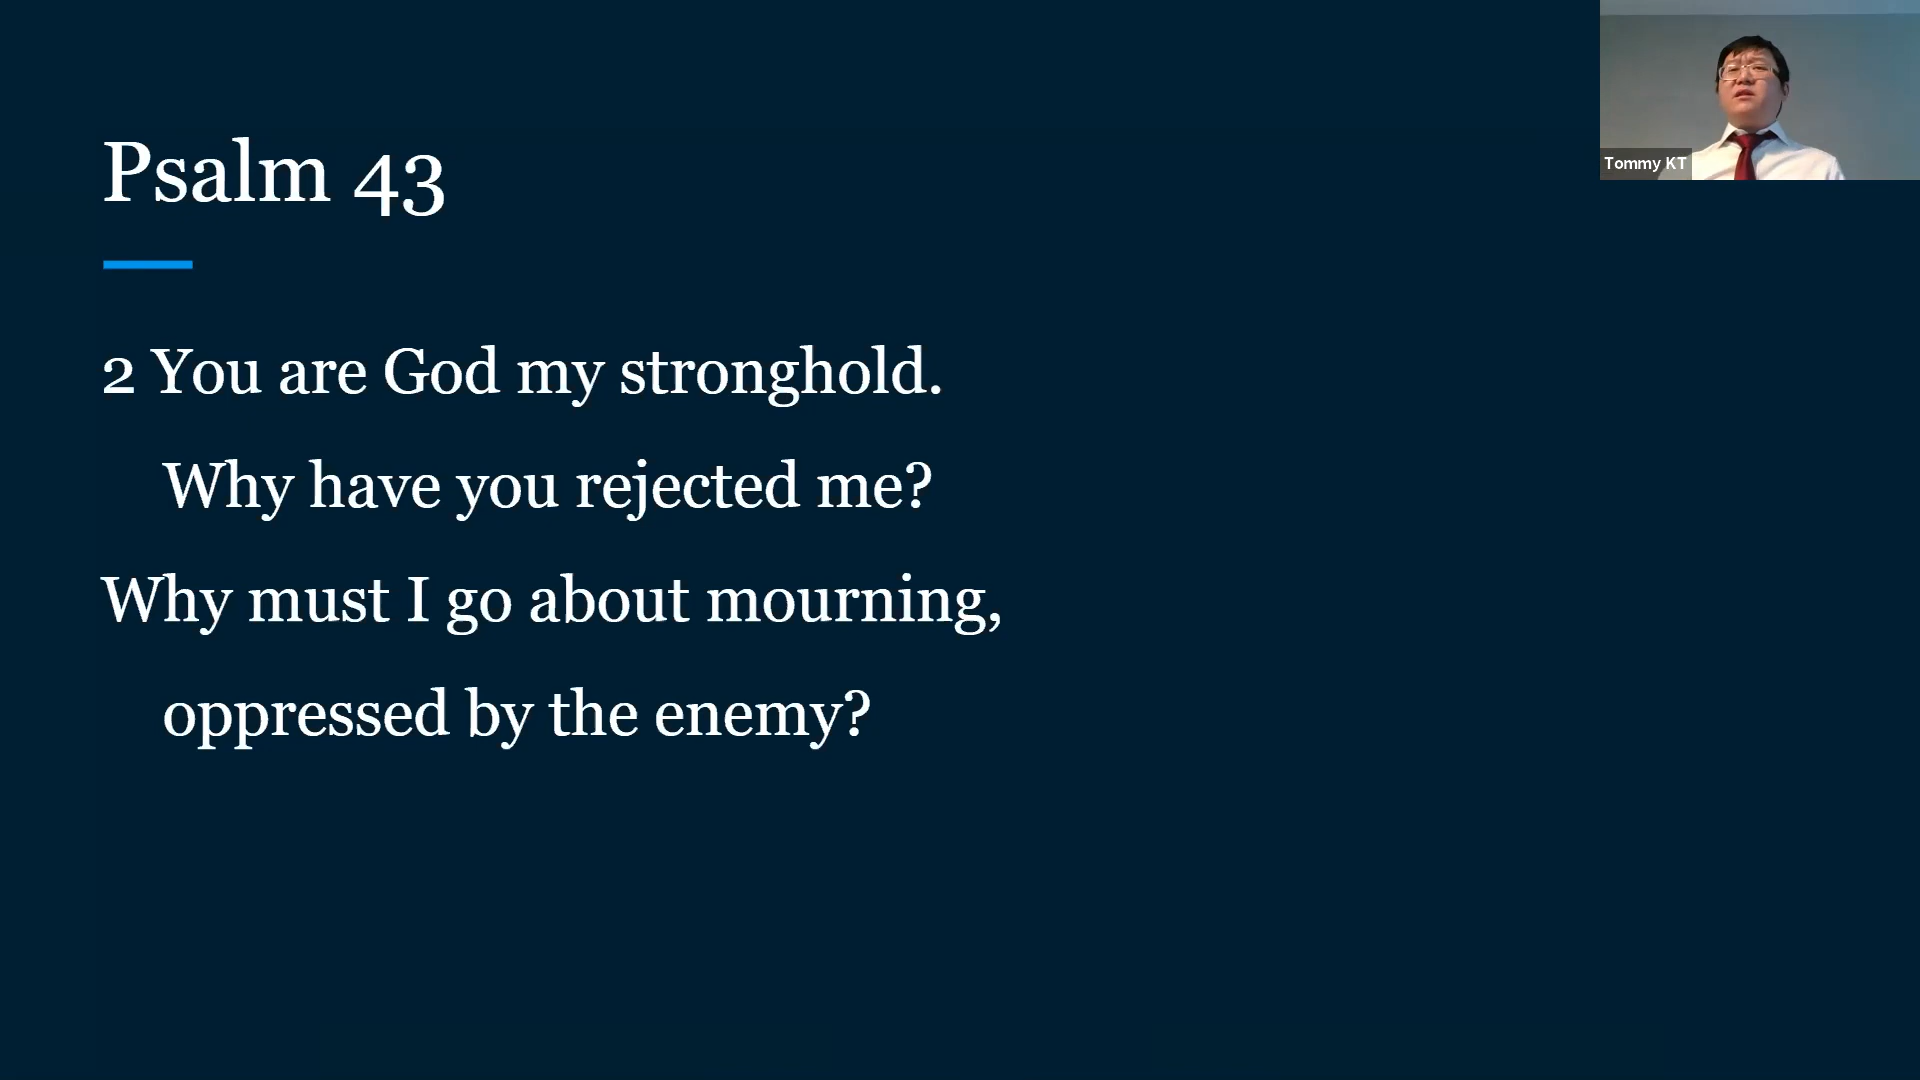 Psalm 43
2 You are God my stronghold.
Why have you rejected me?
Why must I go about mourning,
oppressed by the enemy?
Tommy KT